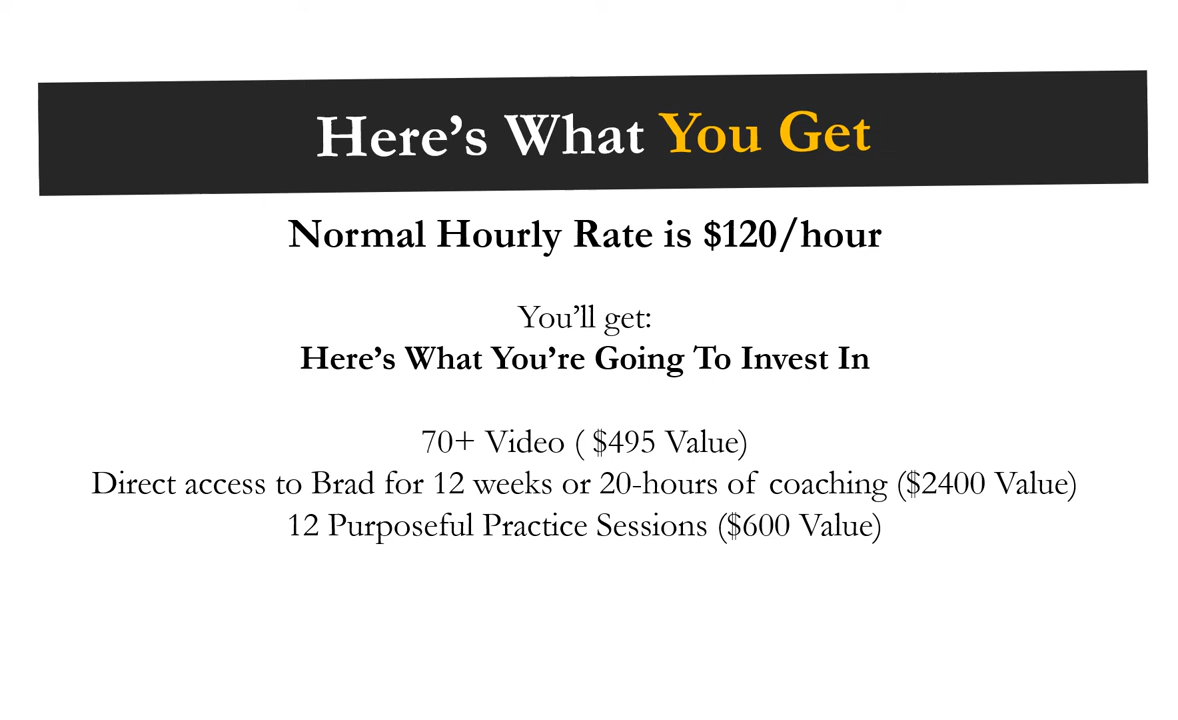 Here’s What You Get
Normal Hourly Rate is $120/hour
You’ll get:
Here’s What You’re Going To Invest In
70+ Video ( $495 Value)
Direct access to Brad for 12 weeks or 20-hours of coaching ($2400 Value)
12 Purposeful Practice Sessions ($600 Value)